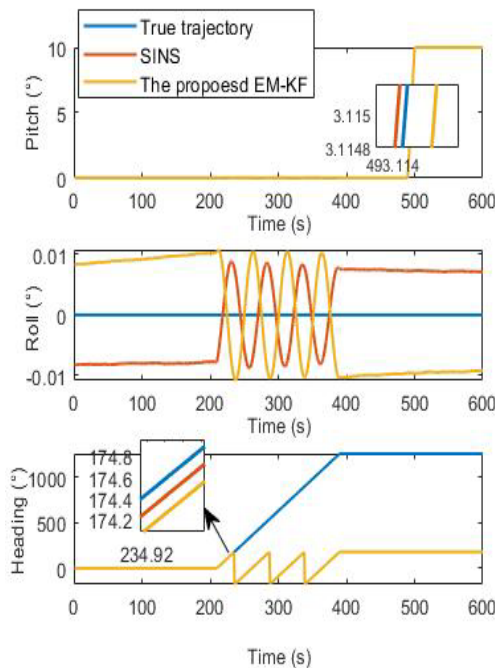 True trajectory
SINS
The propoesd EM-KF
10
5
0
Pitch (°)
3.115
3.1148
493.114
0 100 200 300 400 500 600
Time (s)
0.01
0
-0.01
Roll (°)
0 100 200 300 400 500 600
Time (s)
1000
500
0
Heading (°)
174.8
174.6
174.4
174.2
234.92
0 100 200 300 400 500 600
Time (s)